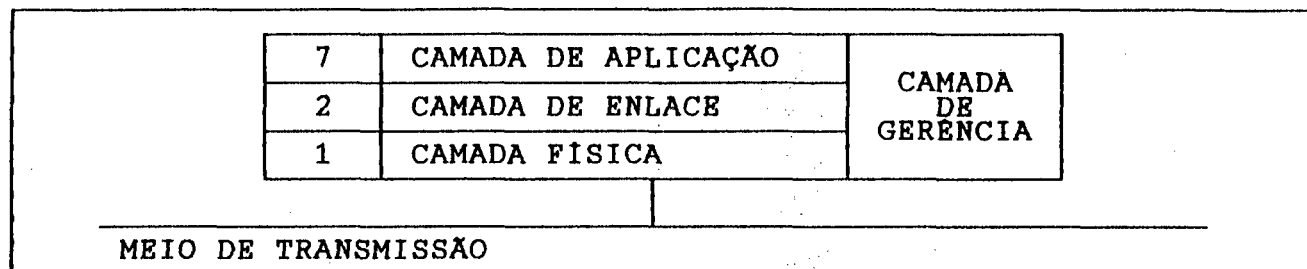 7 CAMADA DE APLICAÇÃO
2 CAMADA DE ENLACE
1 CAMADA FÍSICA
CAMADA
DE
GERÊNCIA
MEIO DE TRANSMISSÃO